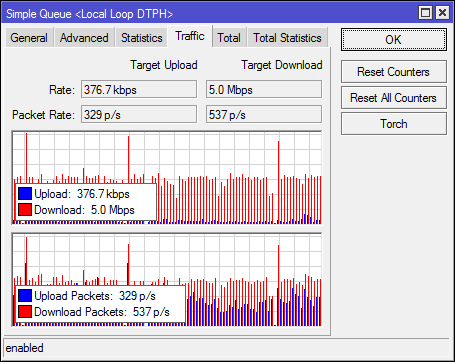 Simple Queue <Local Loop DTPH>
General Advanced Statistics Traffic Total Total Statistics
Target Upload Target Download
Rate: 376.7 kbps 5.0 Mbps
Packet Rate: 329 p/s 537 p/s
Upload: 376.7 kbps
Download: 5.0 Mbps
Upload Packets: 329 p/s
Download Packets: 537 p/s
OK
Reset Counters
Reset All Counters
Torch
enabled